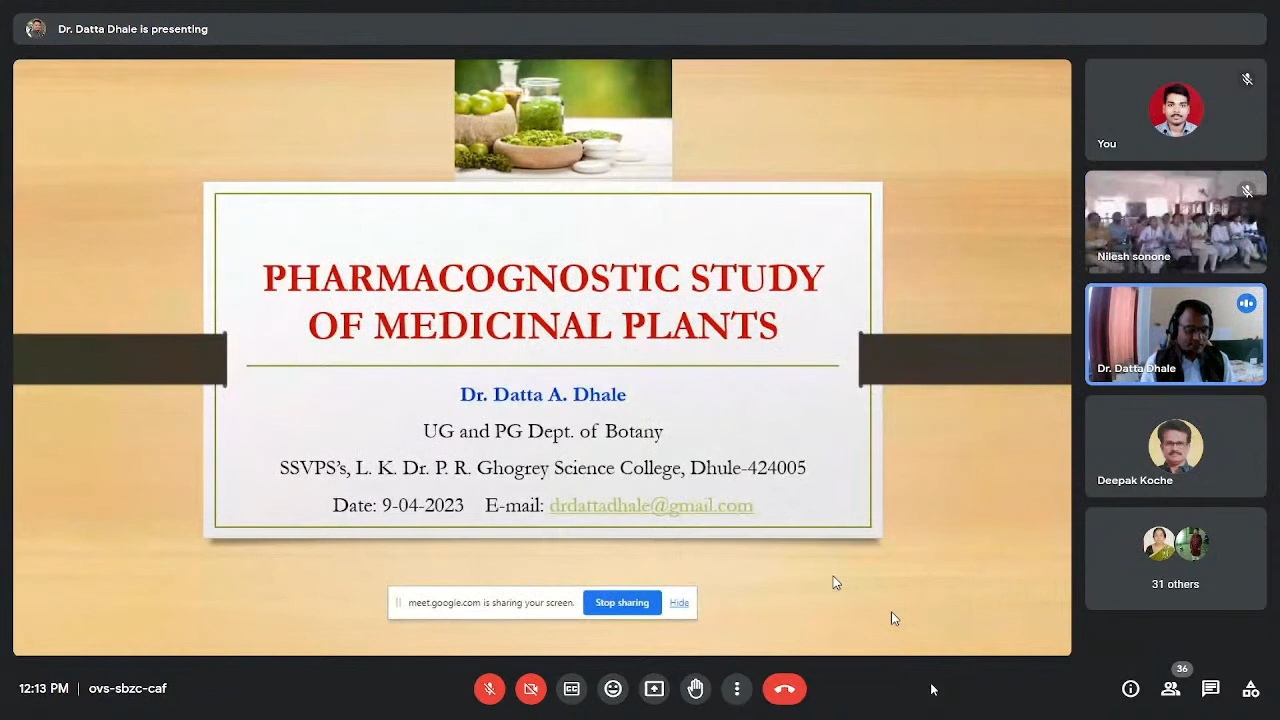 Dr. Datta Dhale is presenting
PHARMACOGNOSTIC STUDY
OF MEDICINAL PLANTS
Dr. Datta A. Dhale
UG and PG Dept. of Botany
SSVPS’s, L. K. Dr. P. R. Ghogrey Science College, Dhule-424005
Date: 9-04-2023 E-mail: drdattadhale@gmail.com
meet.google.com is sharing your screen. Stop sharing Hide
You
Nilesh sonone
Dr. Datta Dhale
Deepak Koche
31 others
12:13 PM | ovs-sbzc-caf
CC
36